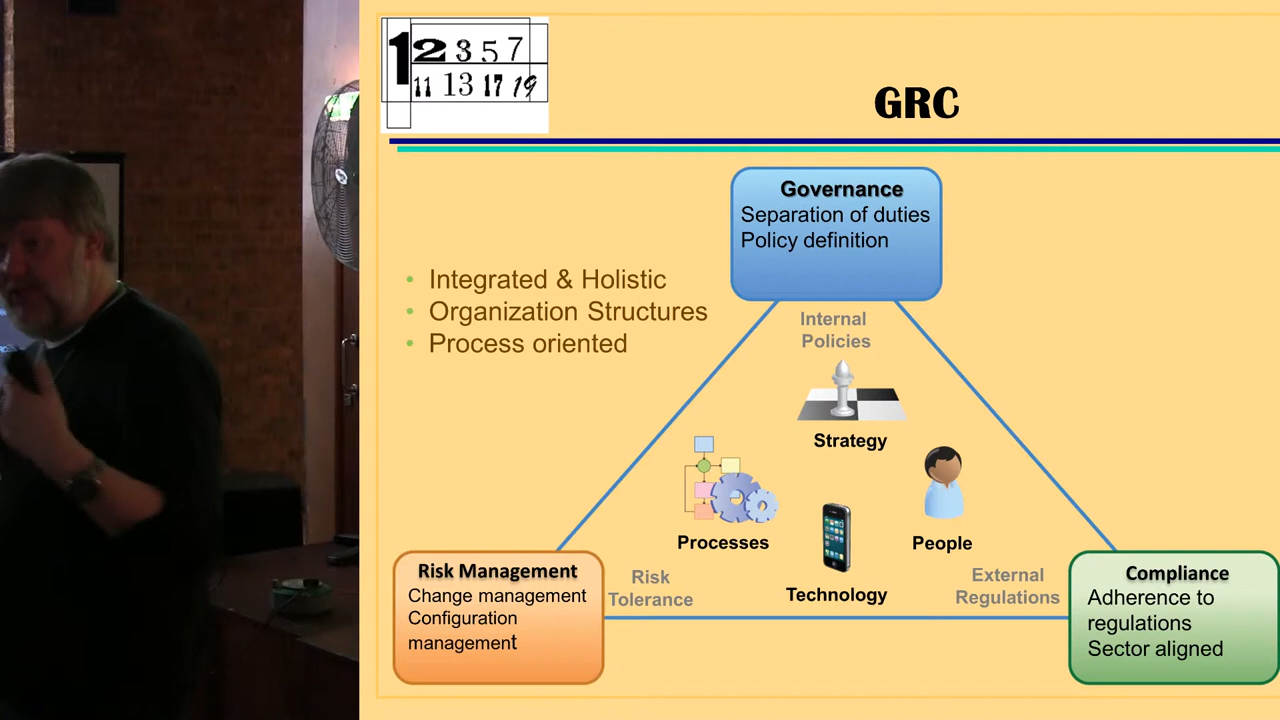 1 2 3 5 7
11 13 17 19
GRC
Governance
Separation of duties
Policy definition
• Integrated & Holistic
• Organization Structures
• Process oriented
Internal
Policies
Strategy
Processes
People
Technology
Risk Management
Change management
Configuration
management
Risk
Tolerance
External
Regulations
Compliance
Adherence to
regulations
Sector aligned